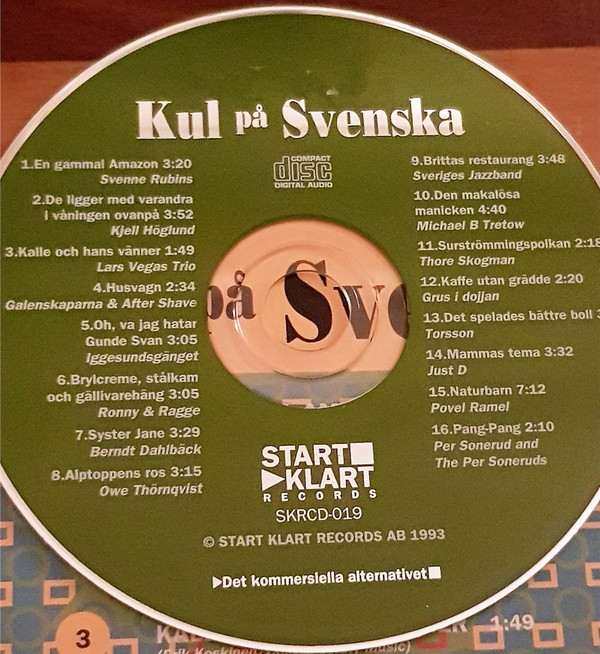 Kul på Svenska
1.En gammal Amazon 3:20
Svenne Rubins
2.De ligger med varandra
i våningen ovanpå 3:52
Kjell Höglund
3.Kalle och hans vänner 1:49
Lars Vegas Trio
4.Husvagn 2:34
Galenskaparna & After Shave
5.Oh, va jag hatar
Gunde Svan 3:05
Iggesundsgänget
6.Brylcreme, stålkam
och gällivarehäng 3:05
Ronny & Ragge
7.Syster Jane 3:29
Berndt Dahlbäck
8.Alptoppens ros 3:15
Owe Thörnqvist
COMPACT
disc
DIGITAL AUDIO
9.Brittas restaurang 3:48
Sveriges Jazzband
10.Den makalösa
manicken 4:40
Michael B Tretow
11.Surströmmingspolkan 2:18
Thore Skogman
12.Kaffe utan grädde 2:20
Grus i dojjan
13.Det spelades bättre boll 3
Torsson
14.Mammas tema 3:32
Just D
15.Naturbarn 7:12
Povel Ramel
16.Pang-Pang 2:10
Per Sonerud and
The Per Soneruds
på Sve
START
KLART
RECORDS
SKRCD-019
© START KLART RECORDS AB 1993
Det kommersiella alternativet
3
1:49